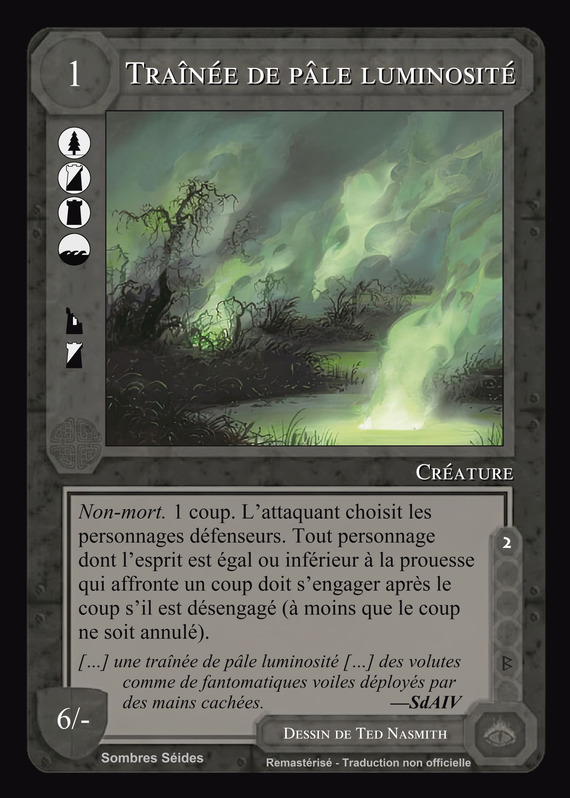 1
Traînée de pâle luminosité
Créature
Non-mort. 1 coup. L'attaquant choisit les
personnages défenseurs. Tout personnage
dont l'esprit est égal ou inférieur à la prouesse
qui affronte un coup doit s'engager après le
coup s'il est désengagé (à moins que le coup
ne soit annulé).
[…] une traînée de pâle luminosité […] des volutes
comme de fantomatiques voiles déployés par
des mains cachées. —SdAIV
2
ᛒ
6/-
Dessin de Ted Nasmith
Sombres Séides
Remastérisé - Traduction non officielle